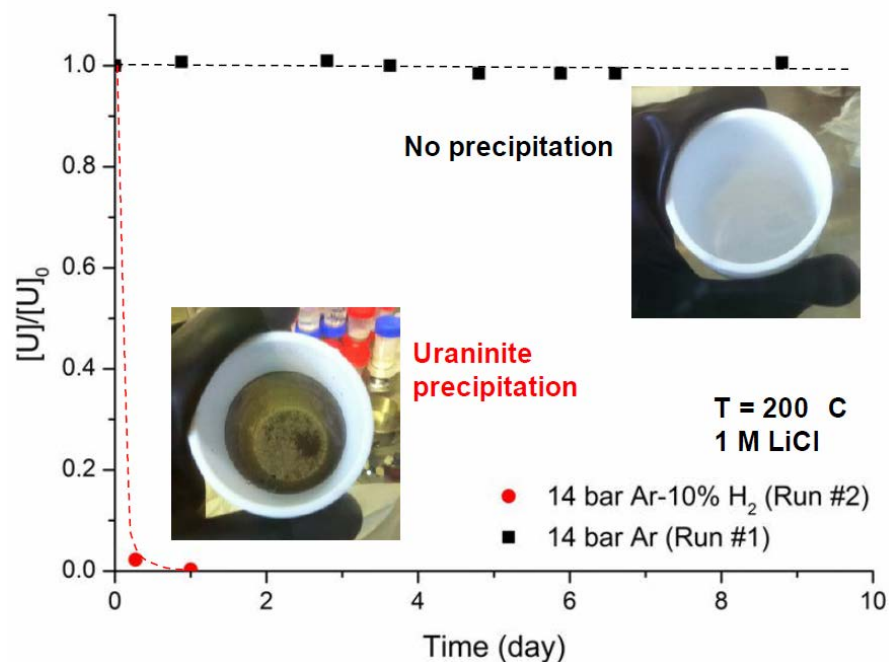 1.0
0.8
0.6
0.4
0.2
0.0
[U]/[U]₀
No precipitation
Uraninite
precipitation
T = 200 C
1 M LiCl
14 bar Ar-10% H₂ (Run #2)
14 bar Ar (Run #1)
0 2 4 6 8 10
Time (day)